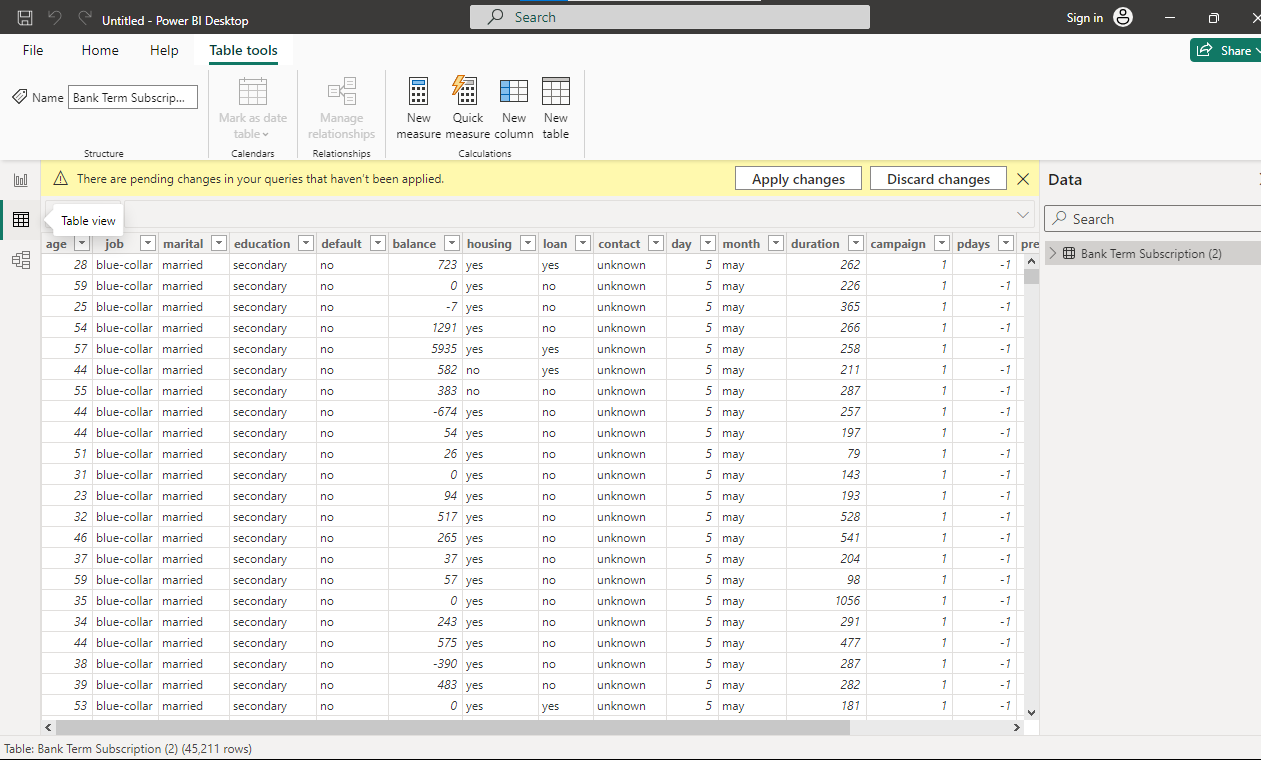 Untitled - Power BI Desktop
Search
Sign in
File Home Help Table tools
Share
Name Bank Term Subscrip...
Mark as date table
Manage relationships
New measure
Quick measure
New column
New table
Structure Calendars Relationships Calculations
There are pending changes in your queries that haven't been applied.
Apply changes Discard changes
Data
Table view
Search
Bank Term Subscription (2)
age job marital education default balance housing loan contact day month duration campaign pdays pre
28 blue-collar married secondary no 723 yes yes unknown 5 may 262 1 -1
59 blue-collar married secondary no 0 yes no unknown 5 may 226 1 -1
25 blue-collar married secondary no -7 yes no unknown 5 may 365 1 -1
54 blue-collar married secondary no 1291 yes no unknown 5 may 266 1 -1
57 blue-collar married secondary no 5935 yes yes unknown 5 may 258 1 -1
44 blue-collar married secondary no 582 no yes unknown 5 may 211 1 -1
55 blue-collar married secondary no 383 no no unknown 5 may 287 1 -1
44 blue-collar married secondary no -674 yes no unknown 5 may 257 1 -1
44 blue-collar married secondary no 54 yes no unknown 5 may 197 1 -1
51 blue-collar married secondary no 26 yes no unknown 5 may 79 1 -1
31 blue-collar married secondary no 0 yes no unknown 5 may 143 1 -1
23 blue-collar married secondary no 94 yes no unknown 5 may 193 1 -1
32 blue-collar married secondary no 517 yes no unknown 5 may 528 1 -1
46 blue-collar married secondary no 265 yes no unknown 5 may 541 1 -1
37 blue-collar married secondary no 37 yes no unknown 5 may 204 1 -1
59 blue-collar married secondary no 57 yes no unknown 5 may 98 1 -1
35 blue-collar married secondary no 0 yes no unknown 5 may 1056 1 -1
34 blue-collar married secondary no 243 yes no unknown 5 may 291 1 -1
44 blue-collar married secondary no 575 yes no unknown 5 may 477 1 -1
38 blue-collar married secondary no -390 yes no unknown 5 may 287 1 -1
39 blue-collar married secondary no 483 yes no unknown 5 may 282 1 -1
53 blue-collar married secondary no 0 yes yes unknown 5 may 181 1 -1
Table: Bank Term Subscription (2) (45,211 rows)